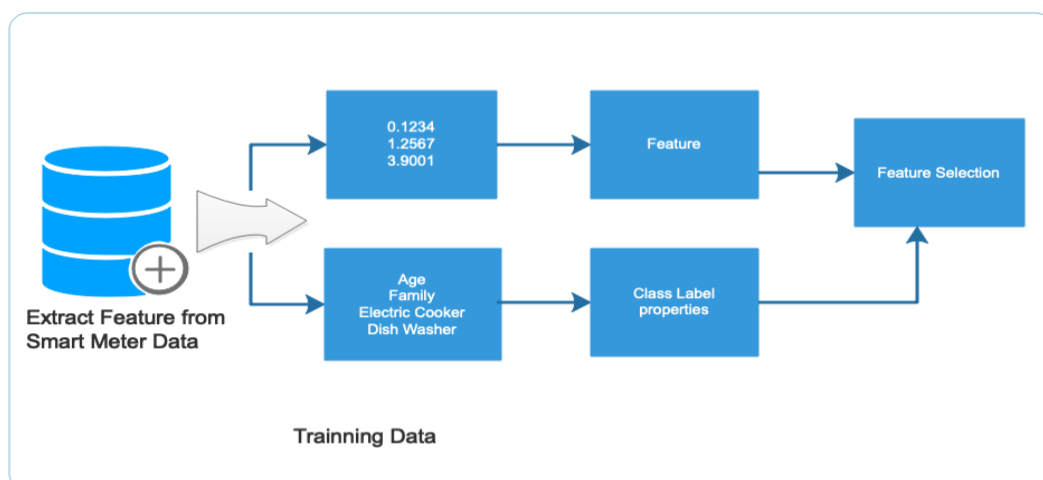 0.1234
1.2567
3.9001
Feature
Feature Selection
Age
Family
Electric Cooker
Dish Washer
Class Label
properties
Extract Feature from
Smart Meter Data
Trainning Data